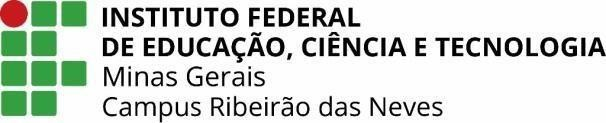 INSTITUTO FEDERAL
DE EDUCAÇÃO, CIÊNCIA E TECNOLOGIA
Minas Gerais
Campus Ribeirão das Neves